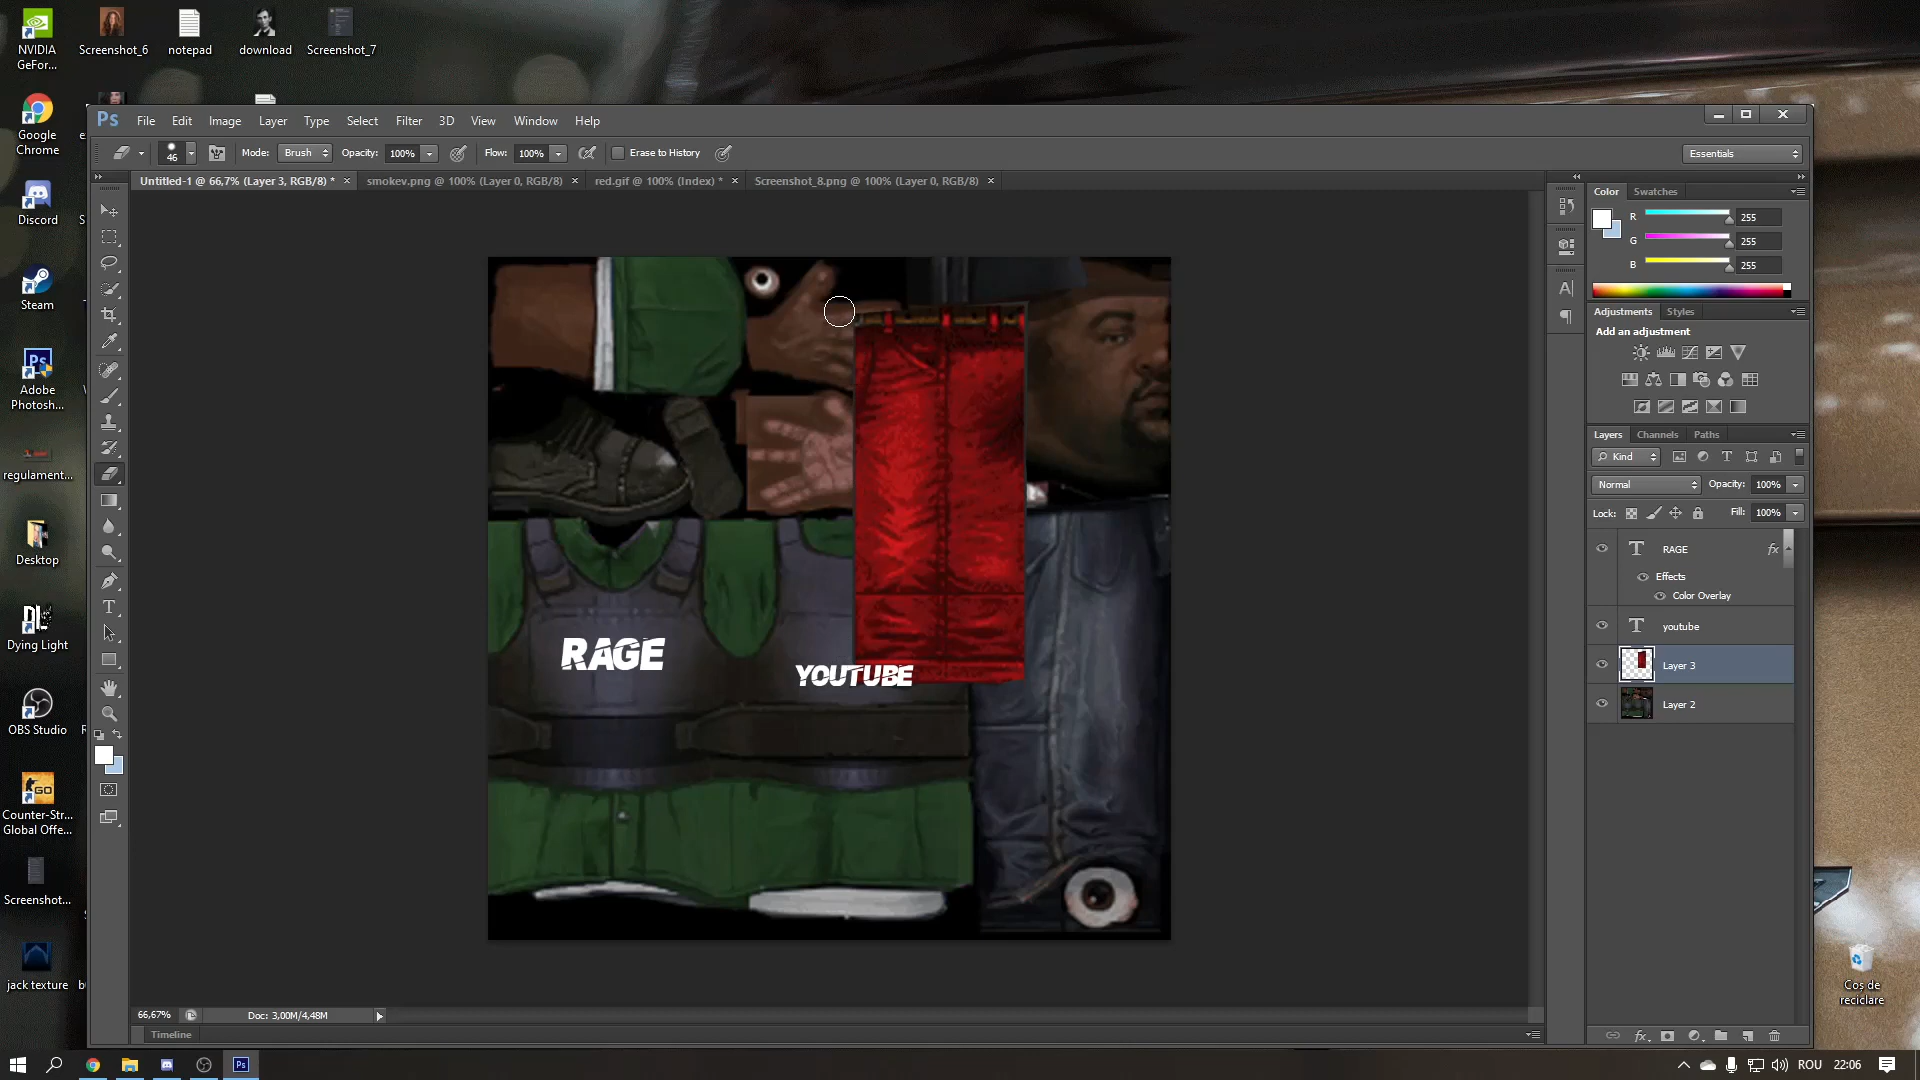 NVIDIA
GeFor...
Screenshot_6
notepad
download
Screenshot_7
Google
Chrome
Discord
Steam
Adobe
Photosh...
regulament...
Desktop
Dying Light
OBS Studio
Counter-Str...
Global Offe...
Screenshot...
jack texture
Coș de
reciclare
Ps
File Edit Image Layer Type Select Filter 3D View Window Help
46 Mode: Brush Opacity: 100% Flow: 100% Erase to History Essentials
Untitled-1 @ 66,7% (Layer 3, RGB/8) * × smokev.png @ 100% (Layer 0, RGB/8) × red.gif @ 100% (Index) * × Screenshot_8.png @ 100% (Layer 0, RGB/8) ×
RAGE
YOUTUBE
Color Swatches
R 255
G 255
B 255
Adjustments Styles
Add an adjustment
Layers Channels Paths
Kind
Normal Opacity: 100%
Lock: Fill: 100%
RAGE fx
Effects
Color Overlay
youtube
Layer 3
Layer 2
66,67% Doc: 3,00M/4,48M
Timeline
ROU 22:06